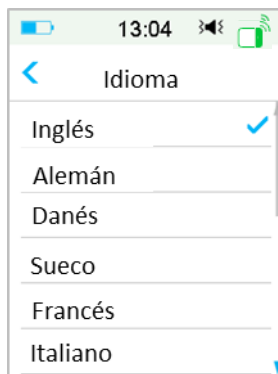 13:04
Idioma
Inglés
Alemán
Danés
Sueco
Francés
Italiano